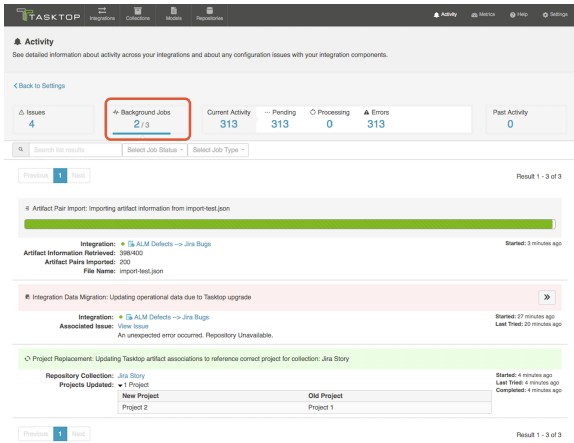 TASKTOP
Integrations Collections Models Repositories
Activity Metrics Help Settings
Activity
See detailed information about activity across your integrations and about any configuration issues with your integration components.
Back to Settings
Issues Background Jobs Current Activity Pending Processing Errors Past Activity
4 2 / 3 313 313 0 313 0
Search list results Select Job Status Select Job Type
Previous 1 Next Result 1 - 3 of 3
Artifact Pair Import: Importing artifact information from import-test.json
Integration: ALM Defects --> Jira Bugs Started: 3 minutes ago
Artifact Information Retrieved: 398/400
Artifact Pairs Imported: 200
File Name: import-test.json
Integration Data Migration: Updating operational data due to Tasktop upgrade
Integration: ALM Defects --> Jira Bugs Started: 27 minutes ago
Associated Issue: View Issue Last Tried: 20 minutes ago
An unexpected error occurred. Repository Unavailable.
Project Replacement: Updating Tasktop artifact associations to reference correct project for collection: Jira Story
Repository Collection: Jira Story Started: 4 minutes ago
Projects Updated: 1 Project Last Tried: 4 minutes ago
Completed: 4 minutes ago
New Project Old Project
Project 2 Project 1
Previous 1 Next Result 1 - 3 of 3